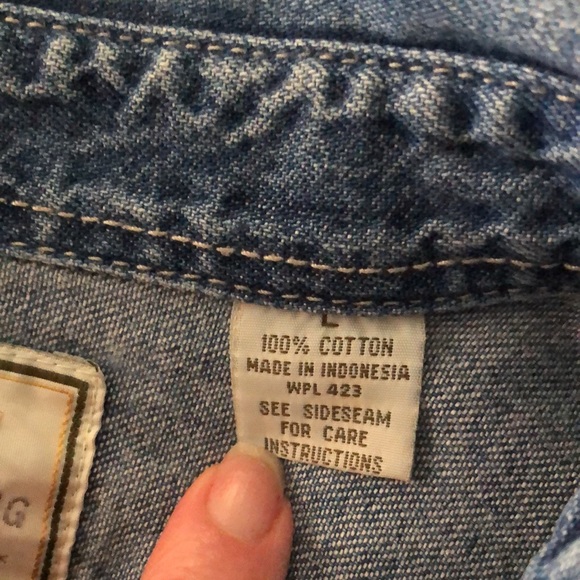 L
100% COTTON
MADE IN INDONESIA
WPL 423
SEE SIDESEAM
FOR CARE
INSTRUCTIONS
G